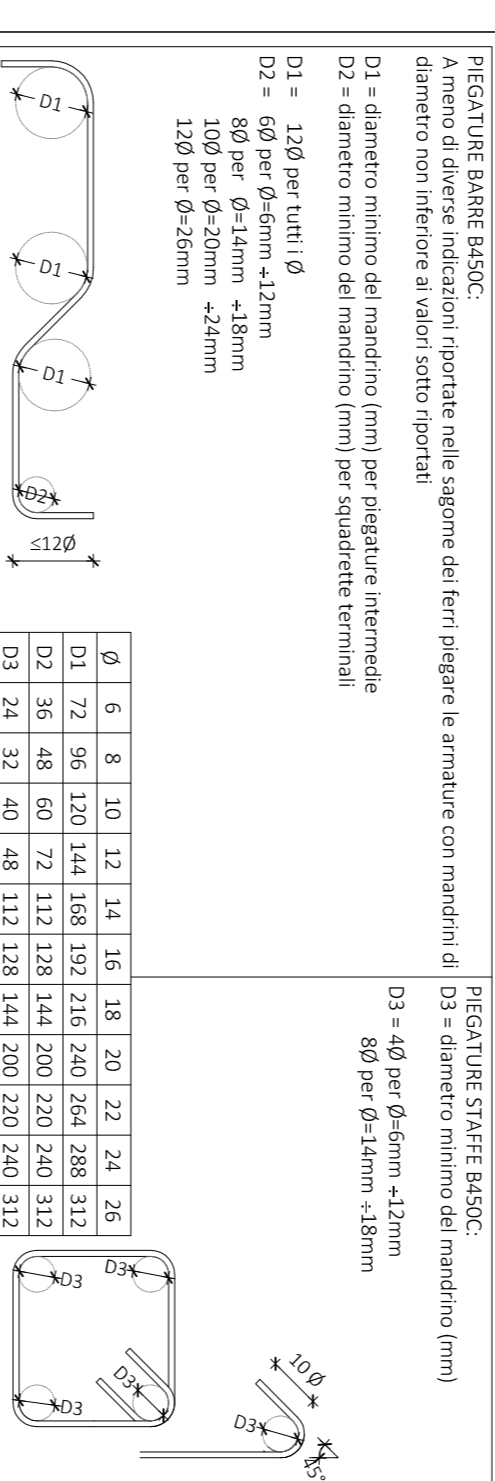 PIEGATURE BARRE B450C:
A meno di diverse indicazioni riportate nelle sagome dei ferri piegare le armature con mandrini di
diametro non inferiore ai valori sotto riportati
D1 = diametro minimo del mandrino (mm) per piegature intermedie
D2 = diametro minimo del mandrino (mm) per squadrette terminali
D1 = 12Ø per tutti i Ø
D2 = 6Ø per Ø=6mm ÷12mm
8Ø per Ø=14mm ÷18mm
10Ø per Ø=20mm ÷24mm
12Ø per Ø=26mm
D1
D1
D1
D2
≤12Ø
Ø 6 8 10 12 14 16 18 20 22 24 26
D1 72 96 120 144 168 192 216 240 264 288 312
D2 36 48 60 72 112 128 144 200 220 240 312
D3 24 32 40 48 112 128 144 200 220 240 312
PIEGATURE STAFFE B450C:
D3 = diametro minimo del mandrino (mm)
D3 = 4Ø per Ø=6mm ÷12mm
8Ø per Ø=14mm ÷18mm
10 Ø
D3
45°
D3
D3
D3
D3